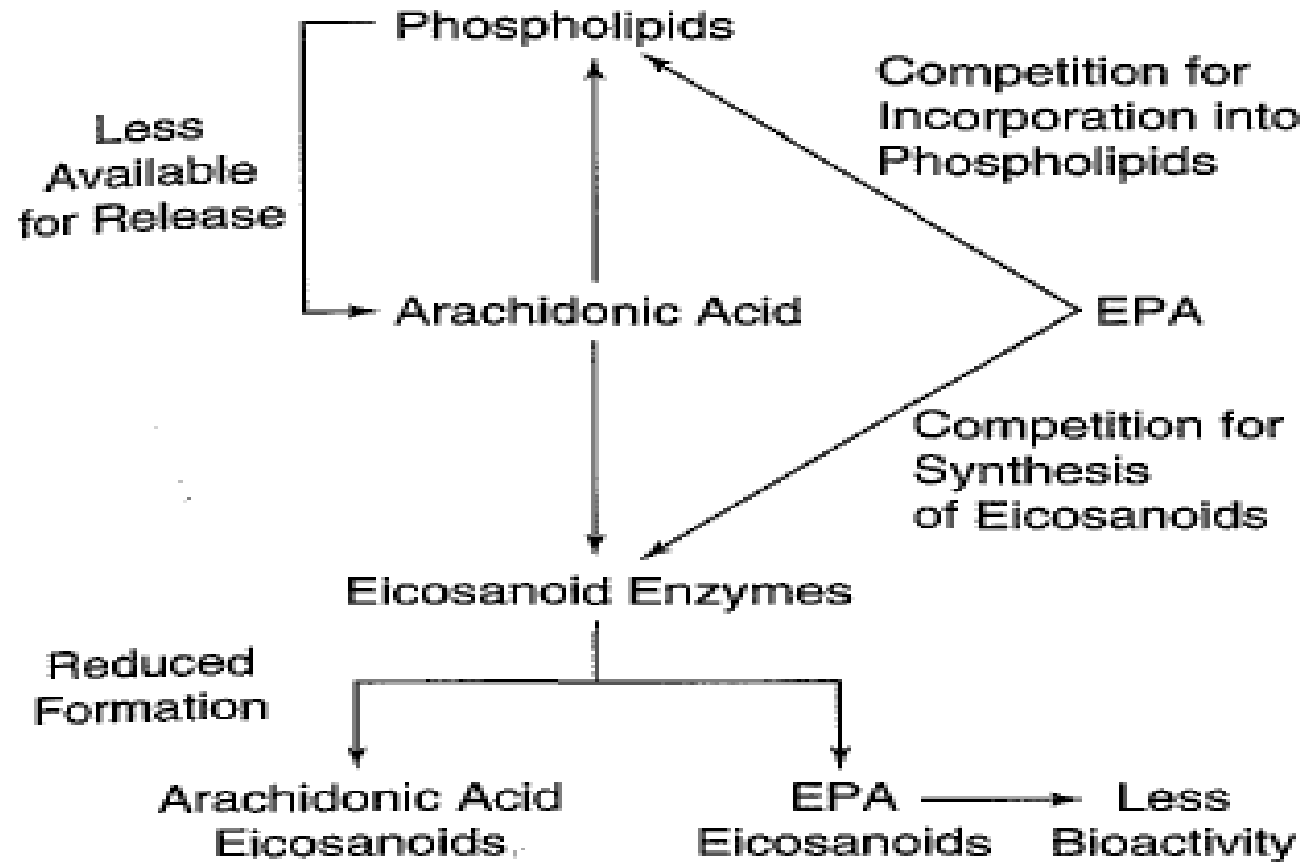 Phospholipids
Competition for
Incorporation into
Phospholipids
Less
Available
for Release
Arachidonic Acid
EPA
Competition for
Synthesis
of Eicosanoids
Eicosanoid Enzymes
Reduced
Formation
Arachidonic Acid
Eicosanoids
EPA
Eicosanoids
Less
Bioactivity